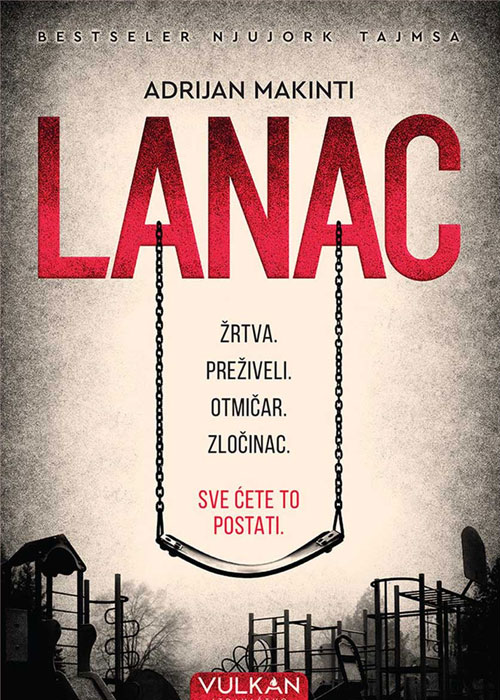 BESTSELER NJUJORK TAJMSA
ADRIJAN MAKINTI
LANAC
ŽRTVA.
PREŽIVELI.
OTMIČAR.
ZLOČINAC.
SVE ĆETE TO
POSTATI.
VULKAN